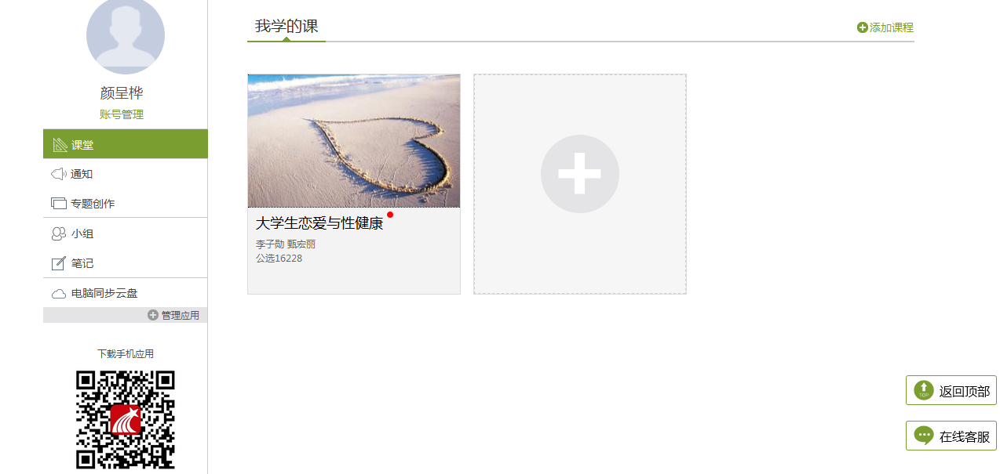 颜呈桦
账号管理
课堂
通知
专题创作
小组
笔记
电脑同步云盘
管理应用
下载手机应用
我学的课
添加课程
大学生恋爱与性健康
李子勋 甄宏丽
公选16228
TOP
返回顶部
在线客服